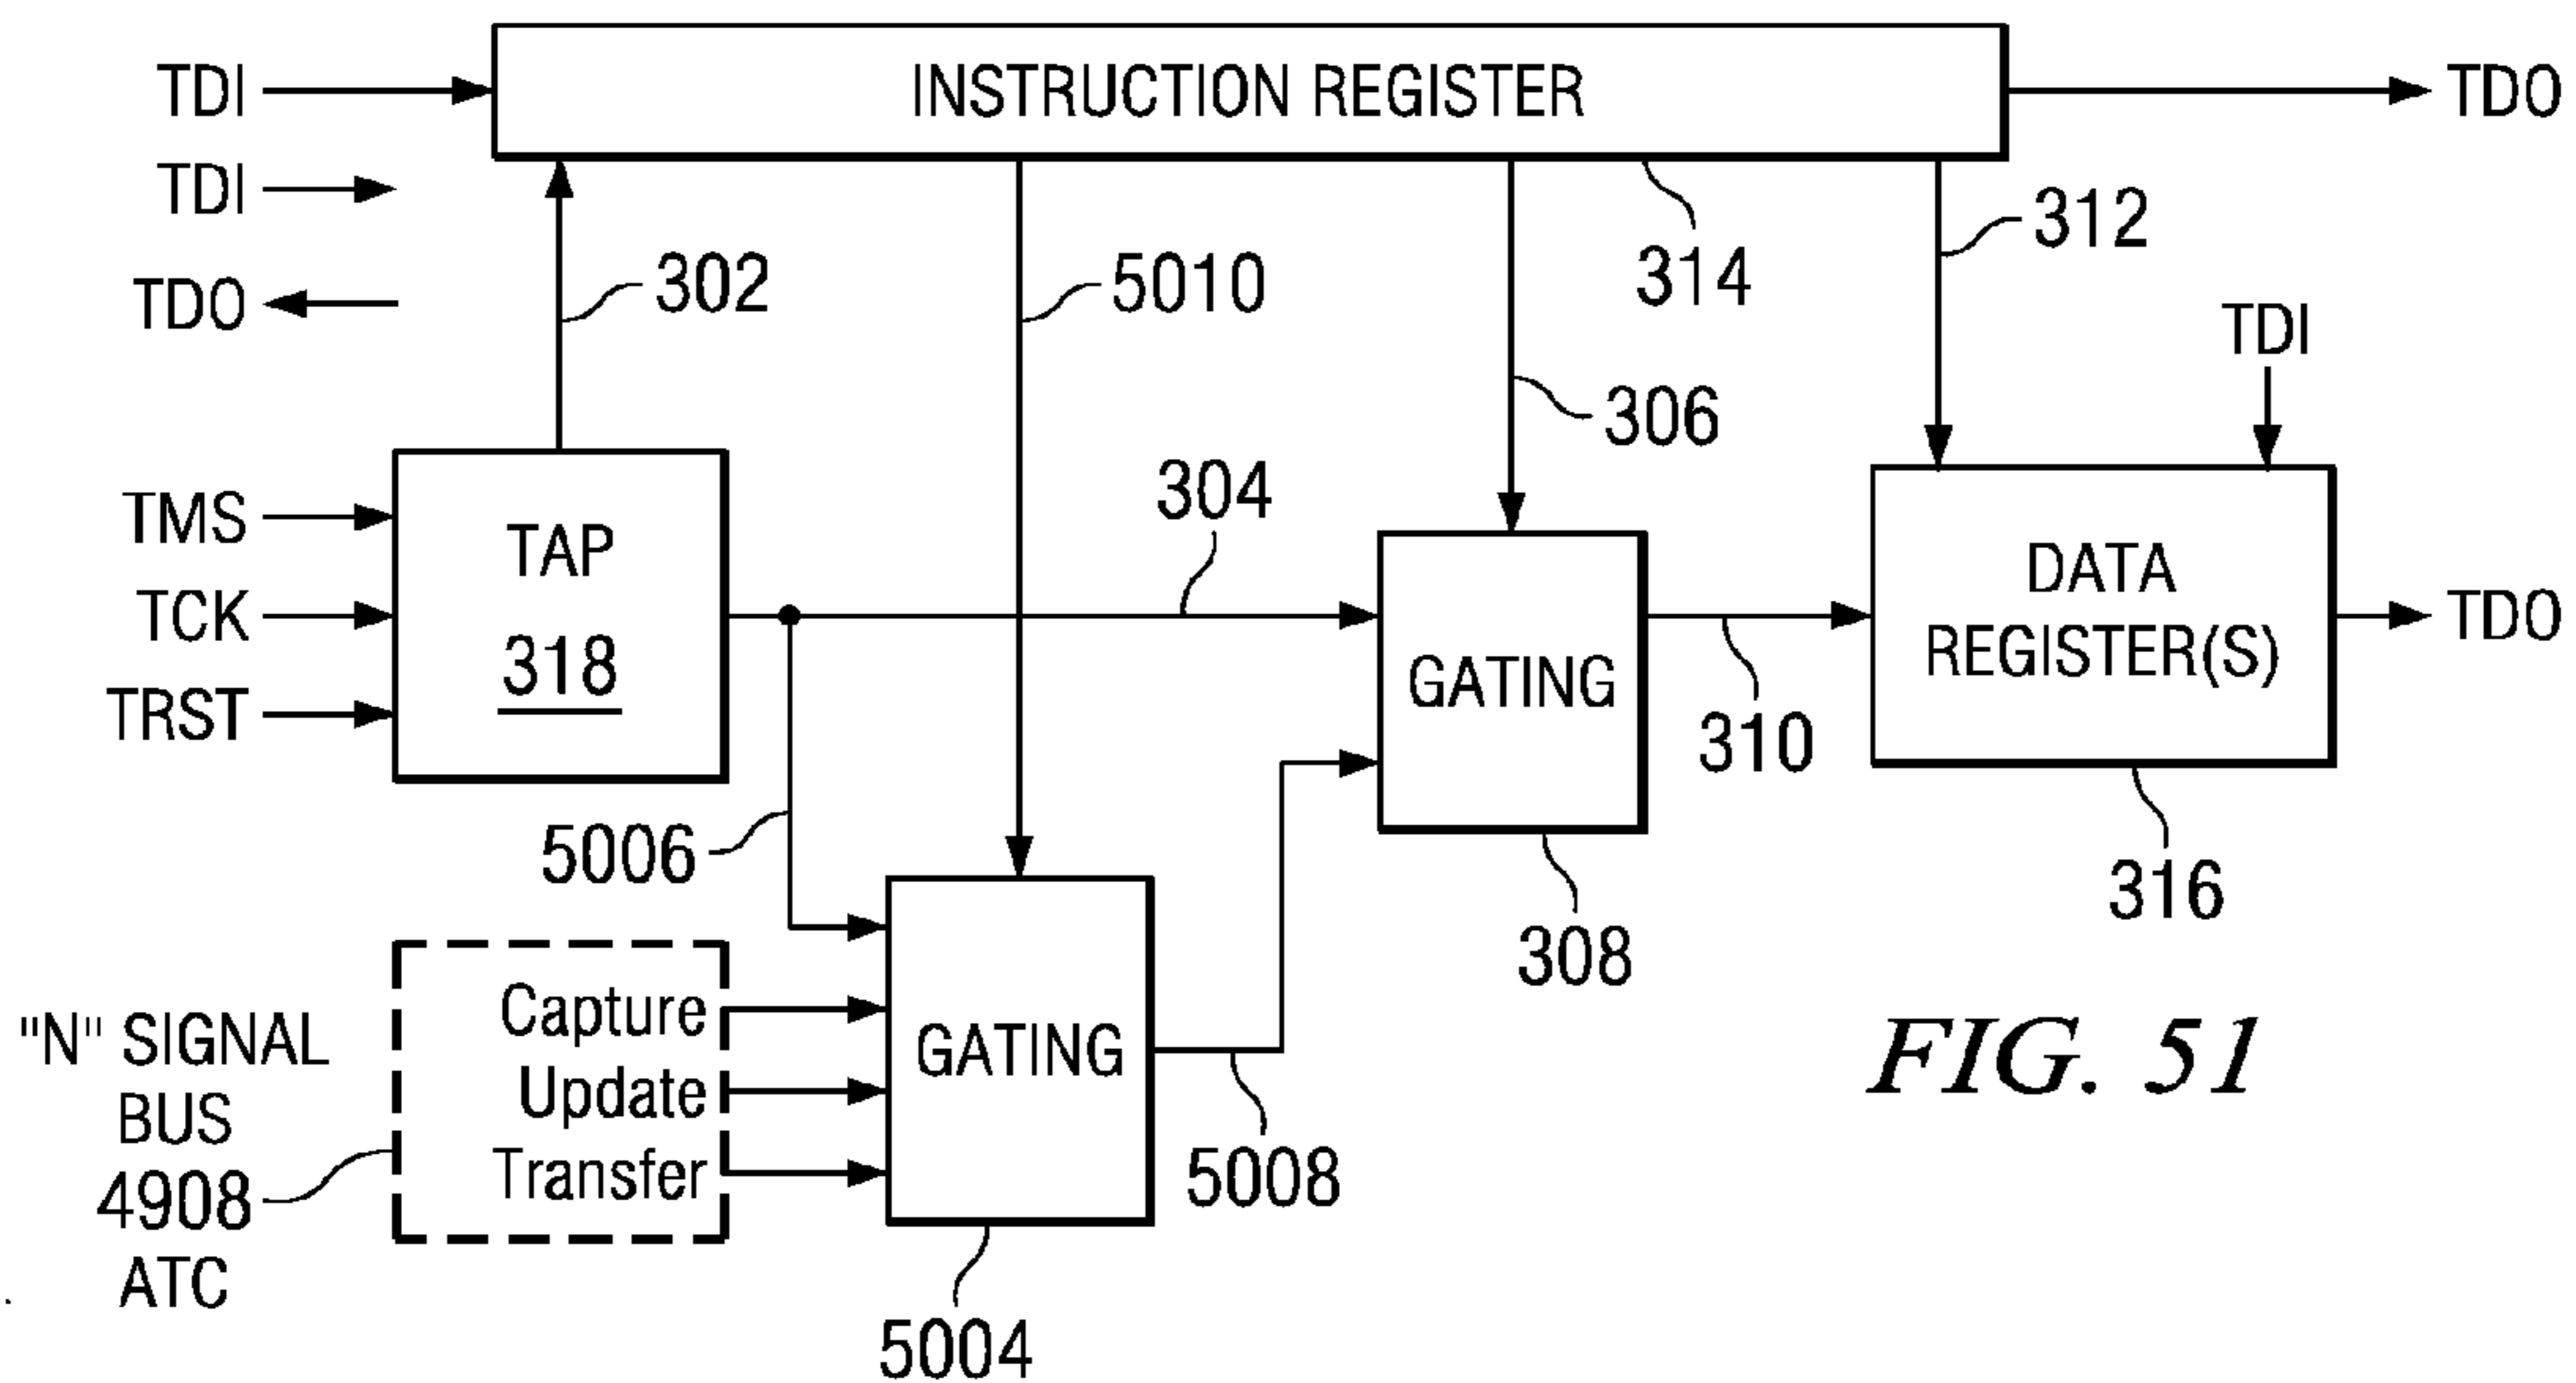 TDI
INSTRUCTION REGISTER
TDO
TDI
302
5010
314
312
TDO
TDI
306
304
TMS
TCK
TRST
TAP
318
GATING
310
DATA
REGISTER(S)
TDO
5006
316
308
"N" SIGNAL
BUS
4908
ATC
Capture
Update
Transfer
GATING
5008
5004
FIG. 51